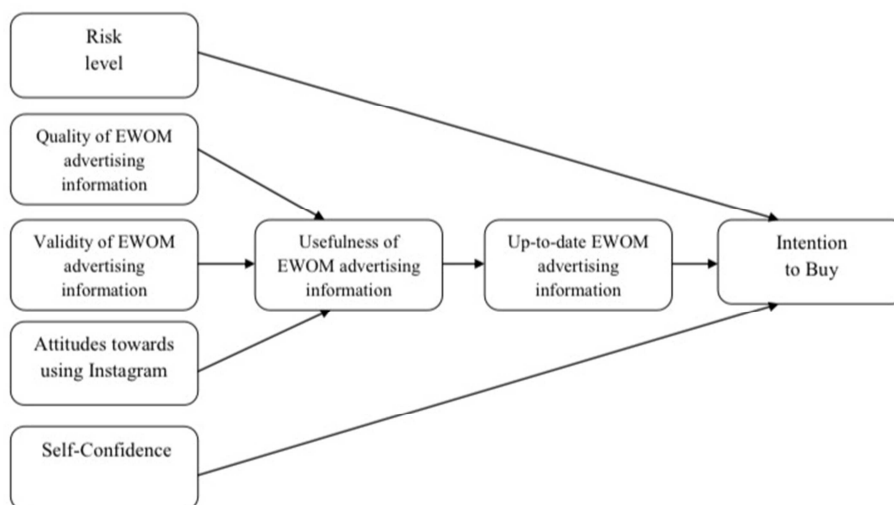 Risk
level
Quality of EWOM
advertising
information
Validity of EWOM
advertising
information
Attitudes towards
using Instagram
Self-Confidence
Usefulness of
EWOM advertising
information
Up-to-date EWOM
advertising
information
Intention
to Buy